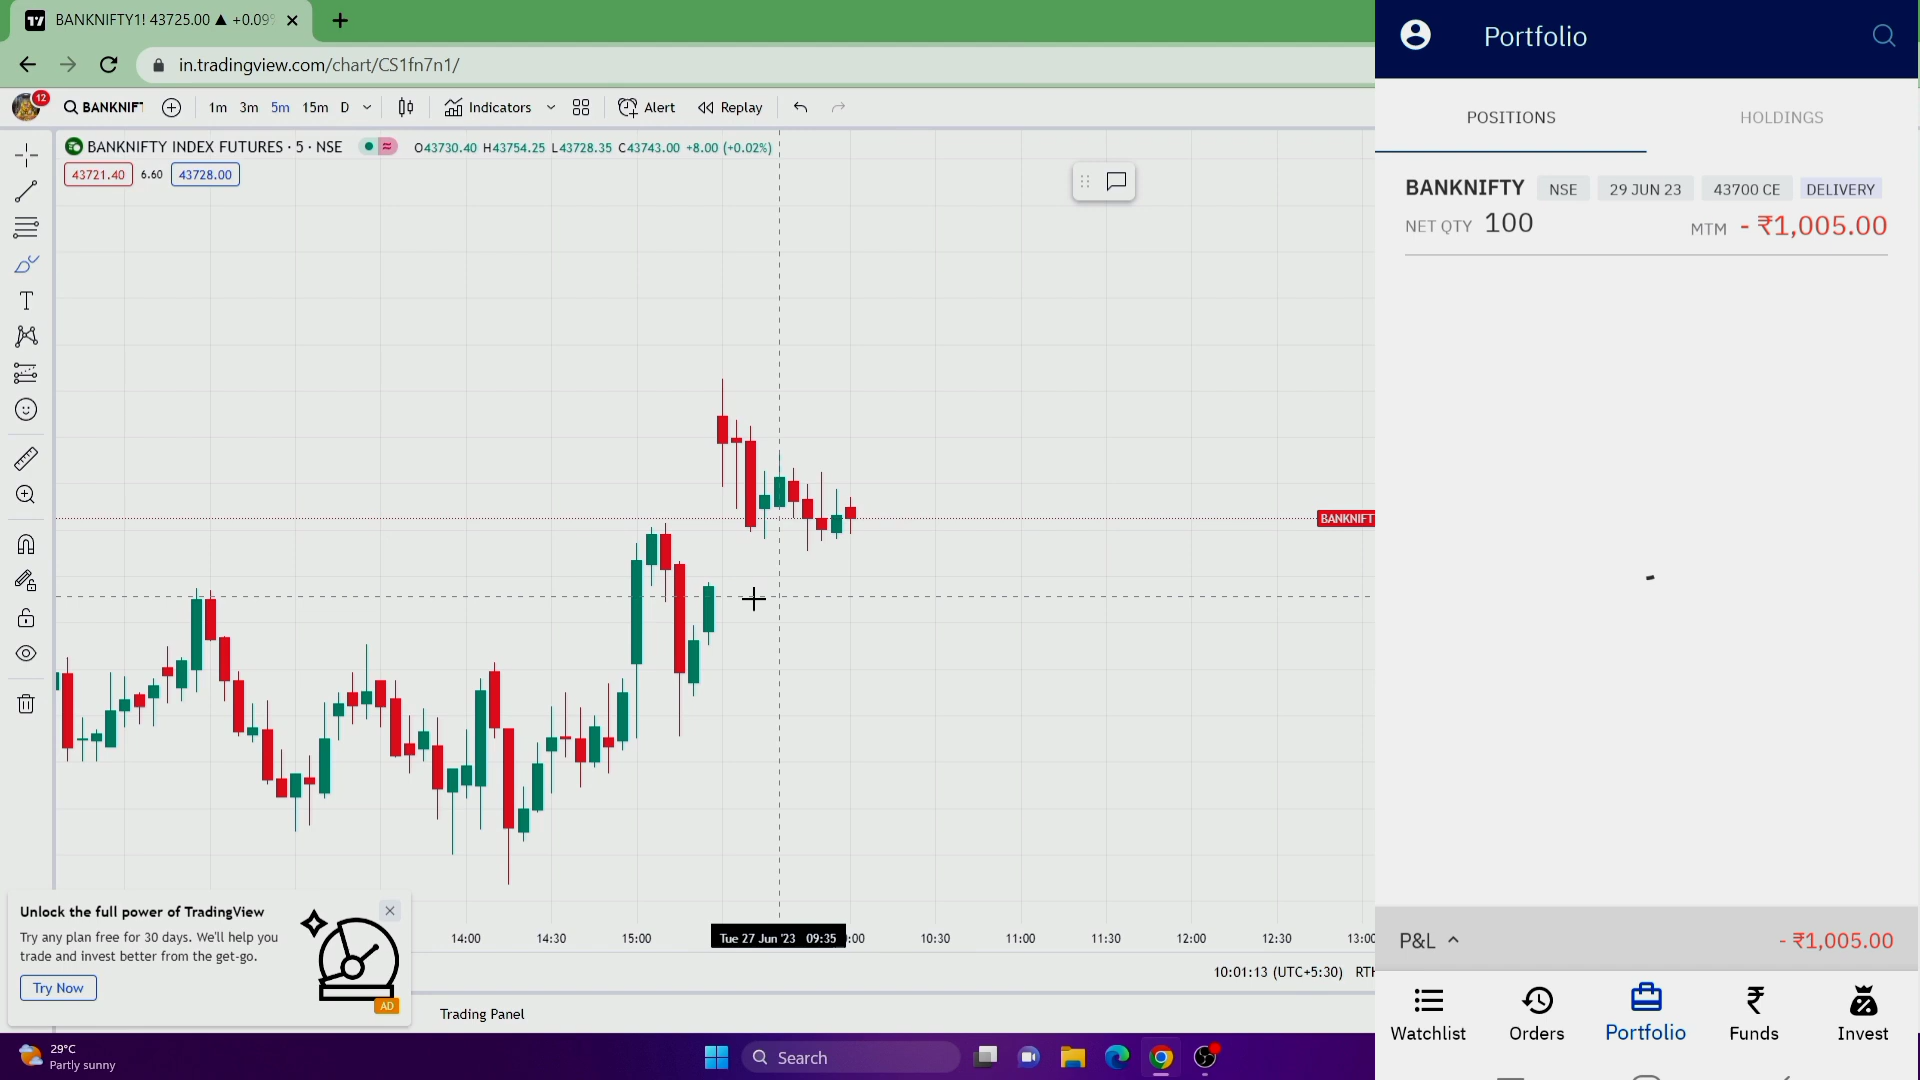 BANKNIFTY1! 43725.00 ▲ +0.09%
in.tradingview.com/chart/CS1fn7n1/
12
BANKNIFT
1m 3m 5m 15m D
Indicators
Alert
Replay
BANKNIFTY INDEX FUTURES · 5 · NSE
O43730.40 H43754.25 L43728.35 C43743.00 +8.00 (+0.02%)
43721.40 6.60 43728.00
BANKNIFT
14:00 14:30 15:00 Tue 27 Jun '23 09:35 :00 10:30 11:00 11:30 12:00 12:30 13:00
Unlock the full power of TradingView
Try any plan free for 30 days. We'll help you
trade and invest better from the get-go.
Try Now
AD
10:01:13 (UTC+5:30) RTH
Trading Panel
29°C
Partly sunny
Search
Portfolio
POSITIONS HOLDINGS
BANKNIFTY NSE 29 JUN 23 43700 CE DELIVERY
NET QTY 100 MTM - ₹1,005.00
P&L - ₹1,005.00
Watchlist Orders Portfolio Funds Invest